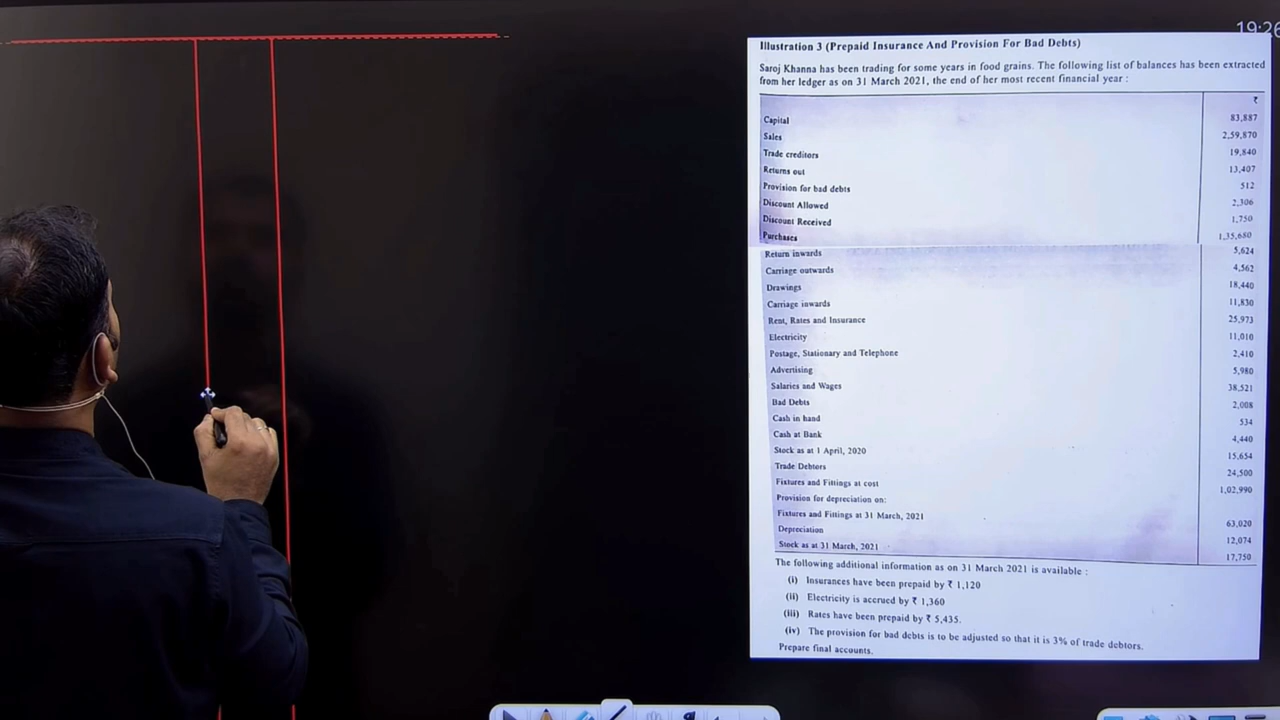 19:26
Illustration 3 (Prepaid Insurance And Provision For Bad Debts)
Saroj Khanna has been trading for some years in food grains. The following list of balances has been extracted
from her ledger as on 31 March 2021, the end of her most recent financial year :
₹
Capital 83,887
Sales 2,59,870
Trade creditors 19,840
Returns out 13,407
Provision for bad debts 512
Discount Allowed 2,306
Discount Received 1,750
Purchases 1,35,680
Return inwards 5,624
Carriage outwards 4,562
Drawings 18,440
Carriage inwards 11,830
Rent, Rates and Insurance 25,973
Electricity 11,010
Postage, Stationary and Telephone 2,410
Advertising 5,980
Salaries and Wages 38,521
Bad Debts 2,008
Cash in hand 534
Cash at Bank 4,440
Stock as at 1 April, 2020 15,654
Trade Debtors 24,500
Fixtures and Fittings at cost 1,02,990
Provision for depreciation on:
Fixtures and Fittings at 31 March, 2021 63,020
Depreciation 12,074
Stock as at 31 March, 2021 17,750
The following additional information as on 31 March 2021 is available :
(i) Insurances have been prepaid by ₹ 1,120
(ii) Electricity is accrued by ₹ 1,360
(iii) Rates have been prepaid by ₹ 5,435.
(iv) The provision for bad debts is to be adjusted so that it is 3% of trade debtors.
Prepare final accounts.